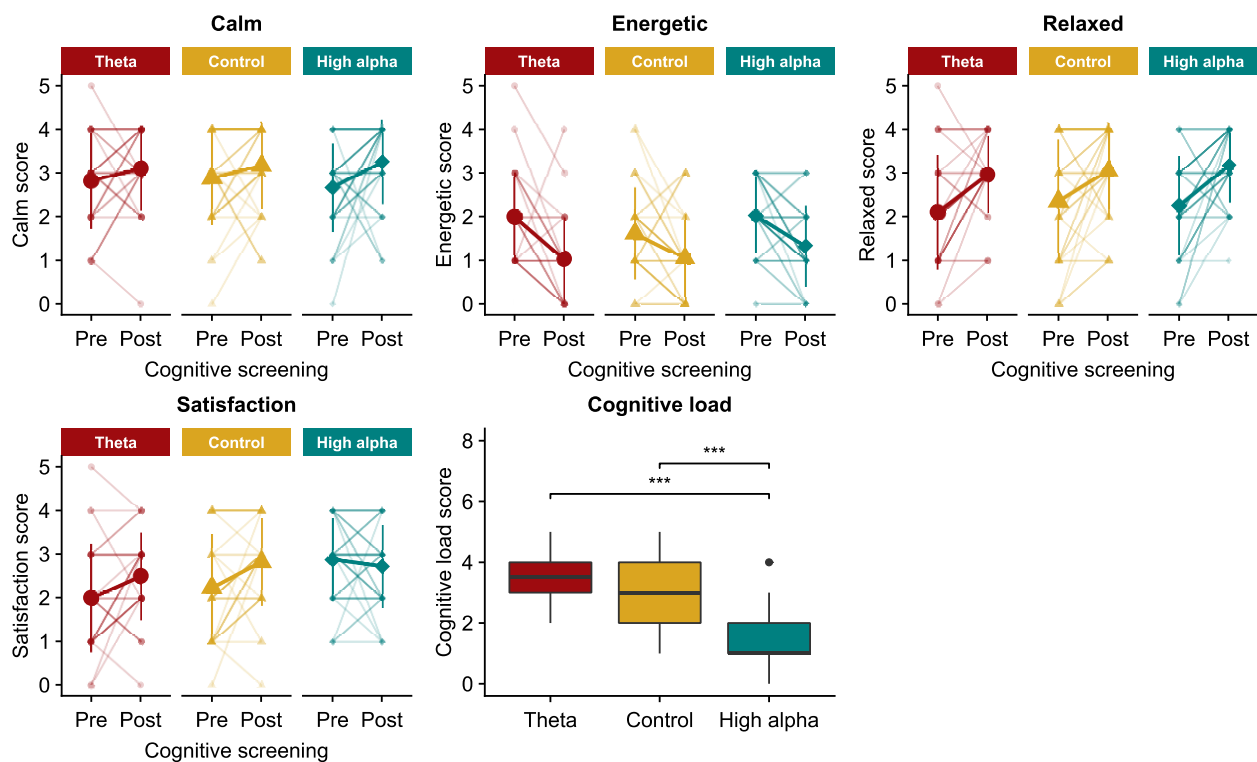 Calm
Theta Control High alpha
Calm score
5
4
3
2
1
0
Pre Post Pre Post Pre Post
Cognitive screening
Energetic
Theta Control High alpha
Energetic score
5
4
3
2
1
0
Pre Post Pre Post Pre Post
Cognitive screening
Relaxed
Theta Control High alpha
Relaxed score
5
4
3
2
1
0
Pre Post Pre Post Pre Post
Cognitive screening
Satisfaction
Theta Control High alpha
Satisfaction score
5
4
3
2
1
0
Pre Post Pre Post Pre Post
Cognitive screening
Cognitive load
Cognitive load score
8
6
4
2
0
***
***
Theta Control High alpha